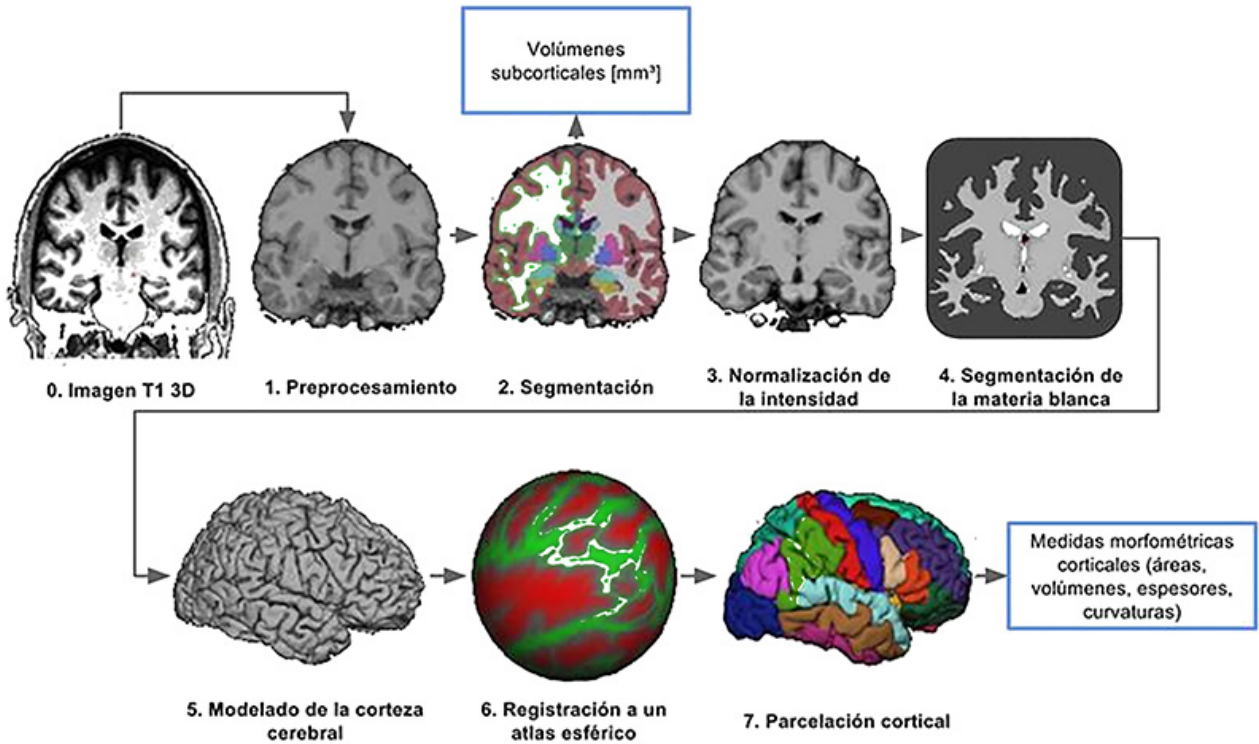 Volúmenes
subcorticales [mm³]
0. Imagen T1 3D
1. Preprocesamiento
2. Segmentación
3. Normalización de
la intensidad
4. Segmentación de
la materia blanca
5. Modelado de la corteza
cerebral
6. Registración a un
atlas esférico
7. Parcelación cortical
Medidas morfométricas
corticales (áreas,
volúmenes, espesores,
curvaturas)